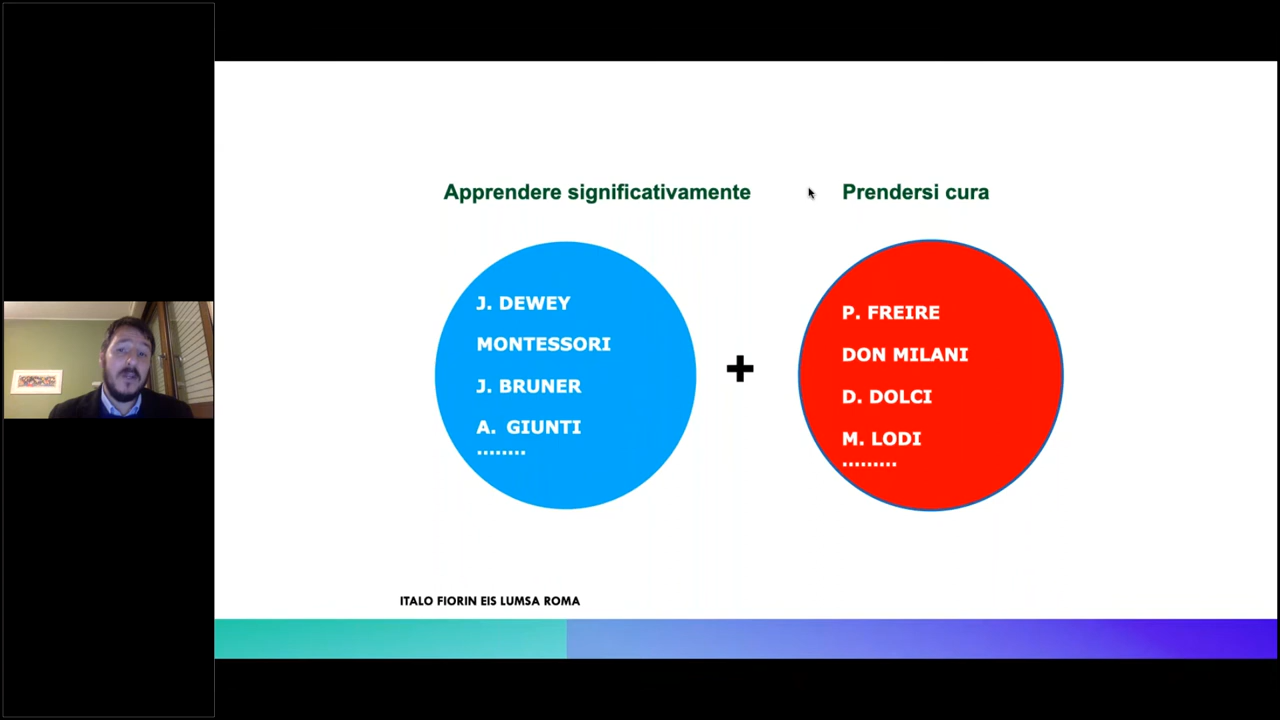 Apprendere significativamente
Prendersi cura
J. DEWEY
MONTESSORI
J. BRUNER
A. GIUNTI
........
+
P. FREIRE
DON MILANI
D. DOLCI
M. LODI
.........
ITALO FIORIN EIS LUMSA ROMA